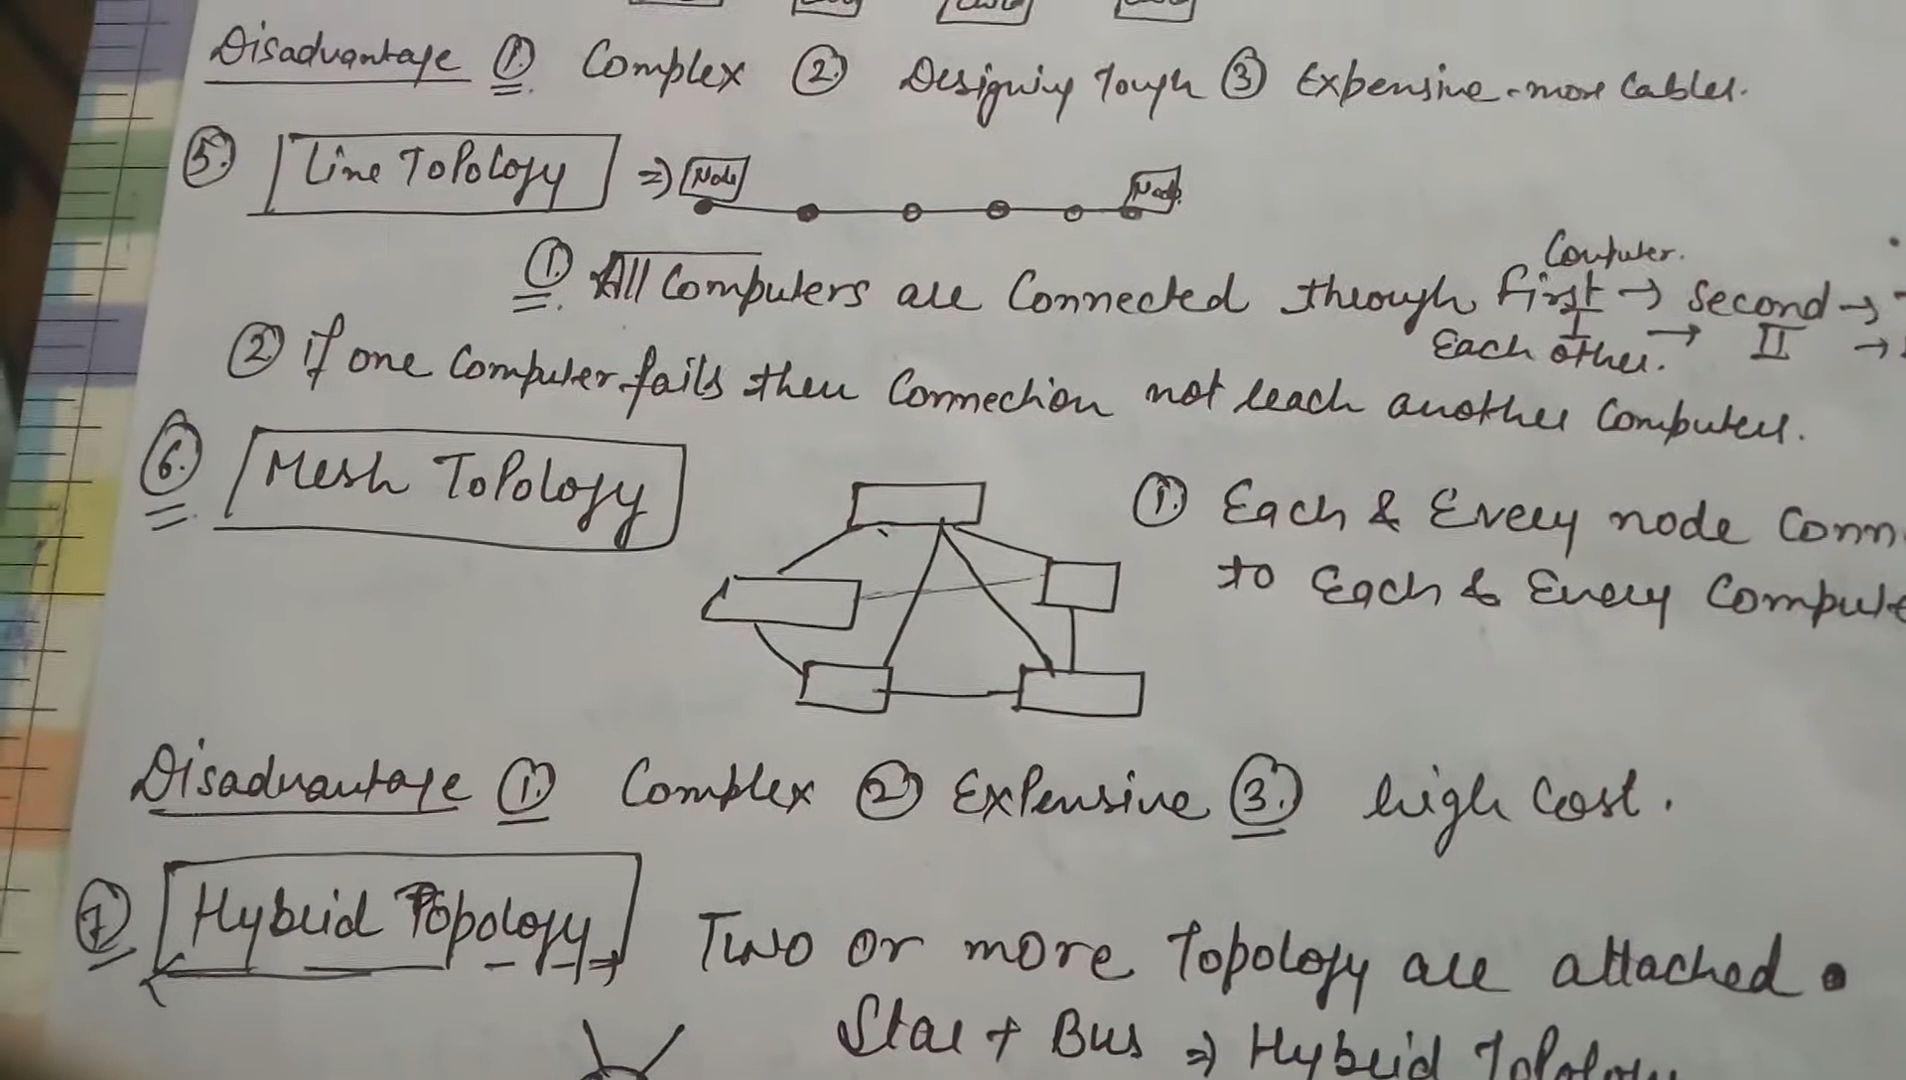 Disadvantage ① Complex ② Designing Tough ③ Expensive - more Cables.
⑤ Line Topology ⇒ Node Node
Computer.
① All Computers are Connected through First → Second →
Each other. I → II →
② if one Computer fails then Connection not reach another Computer.
⑥ Mesh Topology
① Each & Every node Conn
to Each & Every Compute
Disadvantage ① Complex ② Expensive ③ high Cost.
⑦ Hybrid Topology Two or more Topology are attached.
Star + Bus ⇒ Hybrid Topology